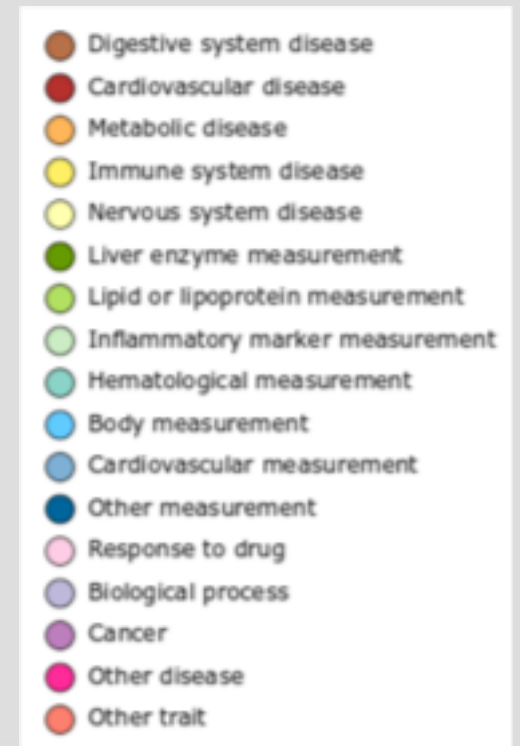 Digestive system disease
Cardiovascular disease
Metabolic disease
Immune system disease
Nervous system disease
Liver enzyme measurement
Lipid or lipoprotein measurement
Inflammatory marker measurement
Hematological measurement
Body measurement
Cardiovascular measurement
Other measurement
Response to drug
Biological process
Cancer
Other disease
Other trait